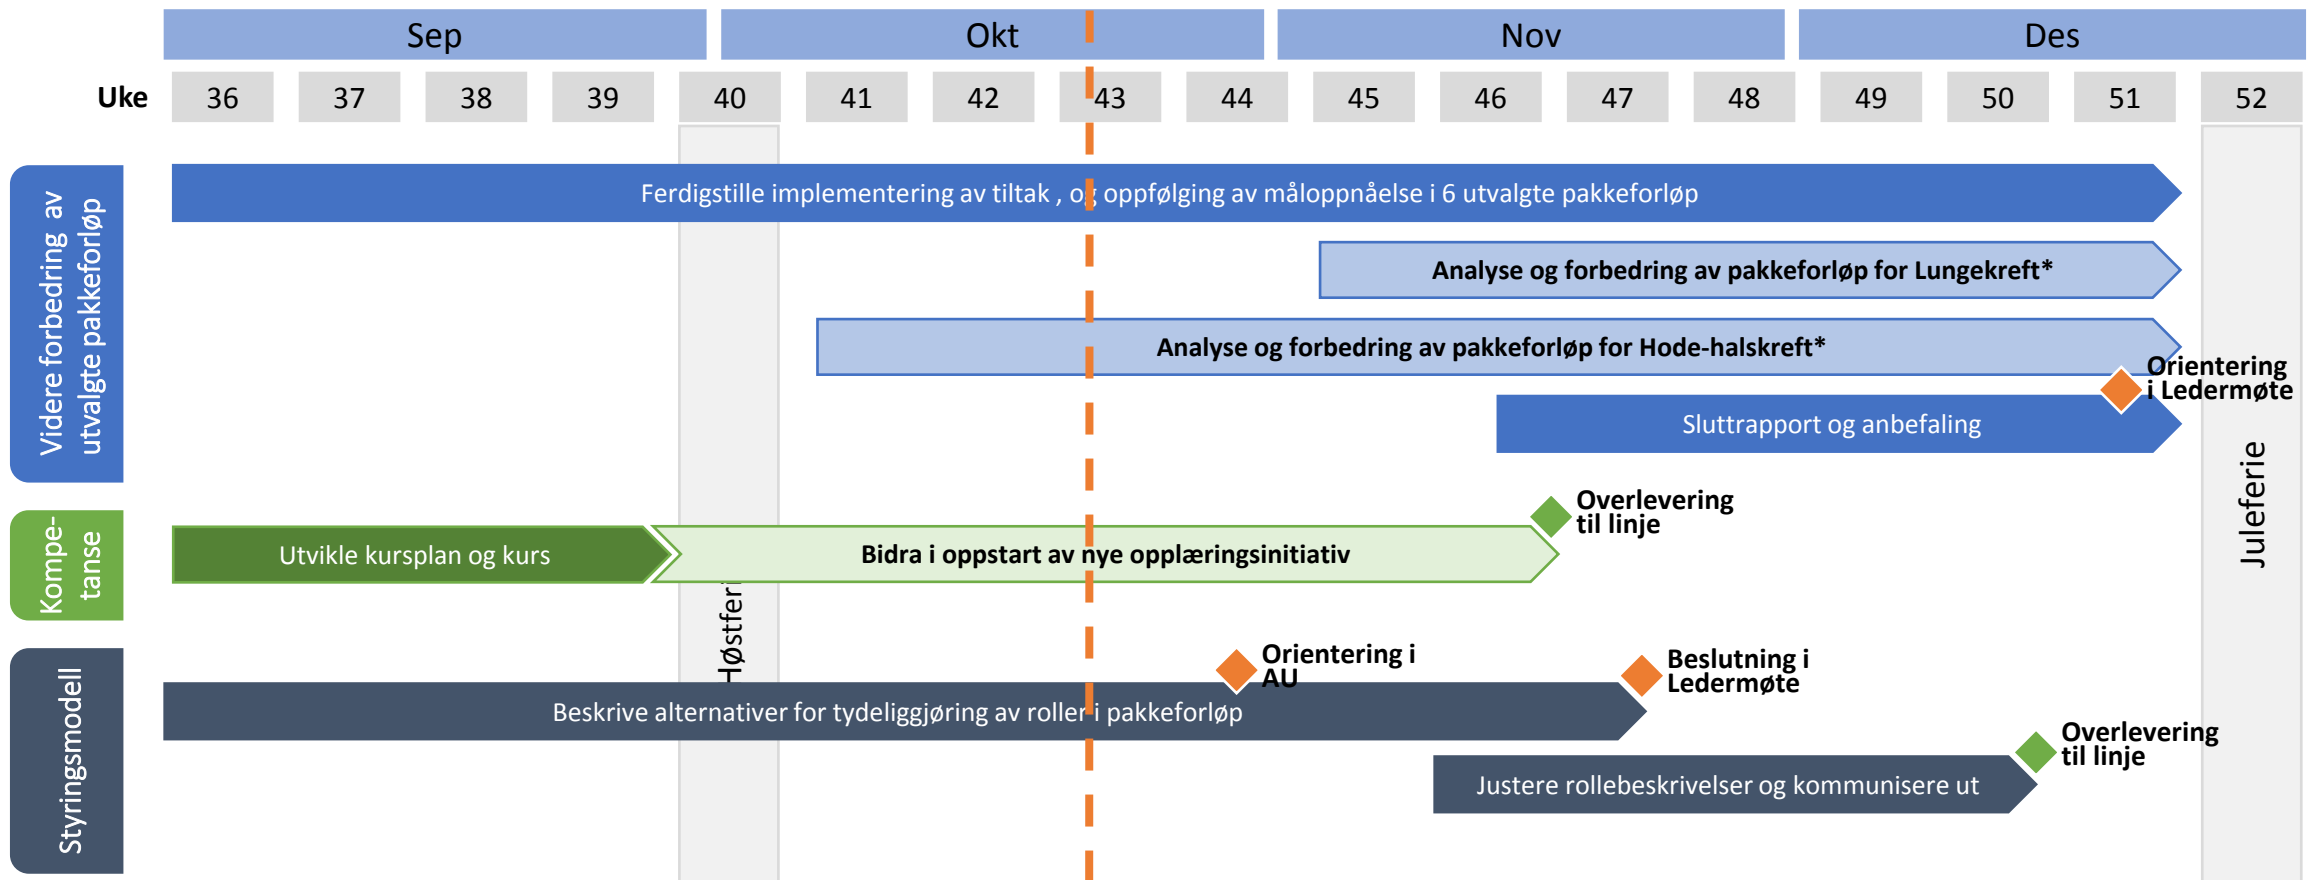 Sep Okt Nov Des
Uke 36 37 38 39 40 41 42 43 44 45 46 47 48 49 50 51 52
Videre forbedring av
utvalgte pakkeforløp
Ferdigstille implementering av tiltak , og oppfølging av måloppnåelse i 6 utvalgte pakkeforløp
Analyse og forbedring av pakkeforløp for Lungekreft*
Analyse og forbedring av pakkeforløp for Hode-halskreft*
Orientering
i Ledermøte
Sluttrapport og anbefaling
Juleferie
Kompe-
tanse
Utvikle kursplan og kurs
Bidra i oppstart av nye opplæringsinitiativ
Overlevering
til linje
Høstferi
Styringsmodell
Orientering i
AU
Beslutning i
Ledermøte
Beskrive alternativer for tydeliggjøring av roller i pakkeforløp
Overlevering
til linje
Justere rollebeskrivelser og kommunisere ut